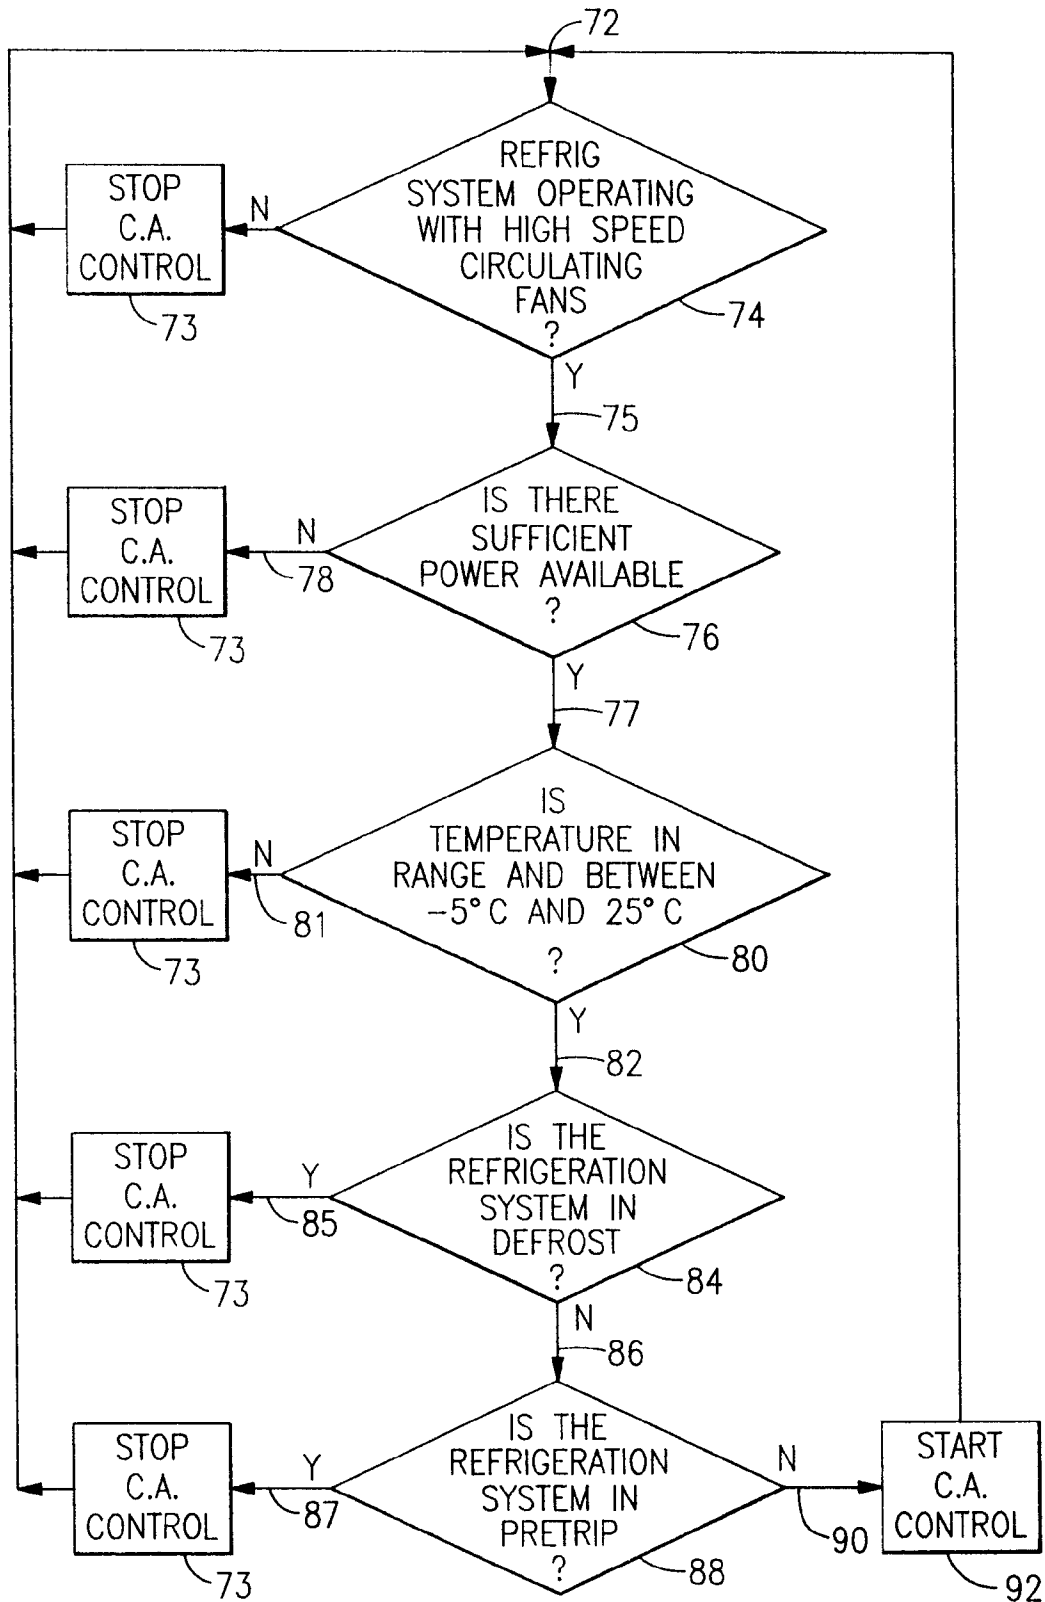 72
REFRIG
SYSTEM OPERATING
WITH HIGH SPEED
CIRCULATING
FANS
?
74
N
STOP
C.A.
CONTROL
73
Y
75
IS THERE
SUFFICIENT
POWER AVAILABLE
?
76
N
78
STOP
C.A.
CONTROL
73
Y
77
IS
TEMPERATURE IN
RANGE AND BETWEEN
-5°C AND 25°C
?
80
N
81
STOP
C.A.
CONTROL
73
Y
82
IS THE
REFRIGERATION
SYSTEM IN
DEFROST
?
84
Y
85
STOP
C.A.
CONTROL
73
N
86
IS THE
REFRIGERATION
SYSTEM IN
PRETRIP
?
88
Y
87
STOP
C.A.
CONTROL
73
N
90
START
C.A.
CONTROL
92